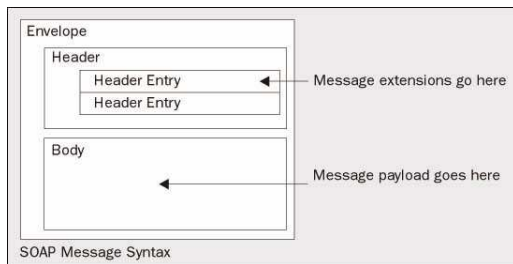 Envelope
Header
Header Entry
Message extensions go here
Header Entry
Body
Message payload goes here
SOAP Message Syntax